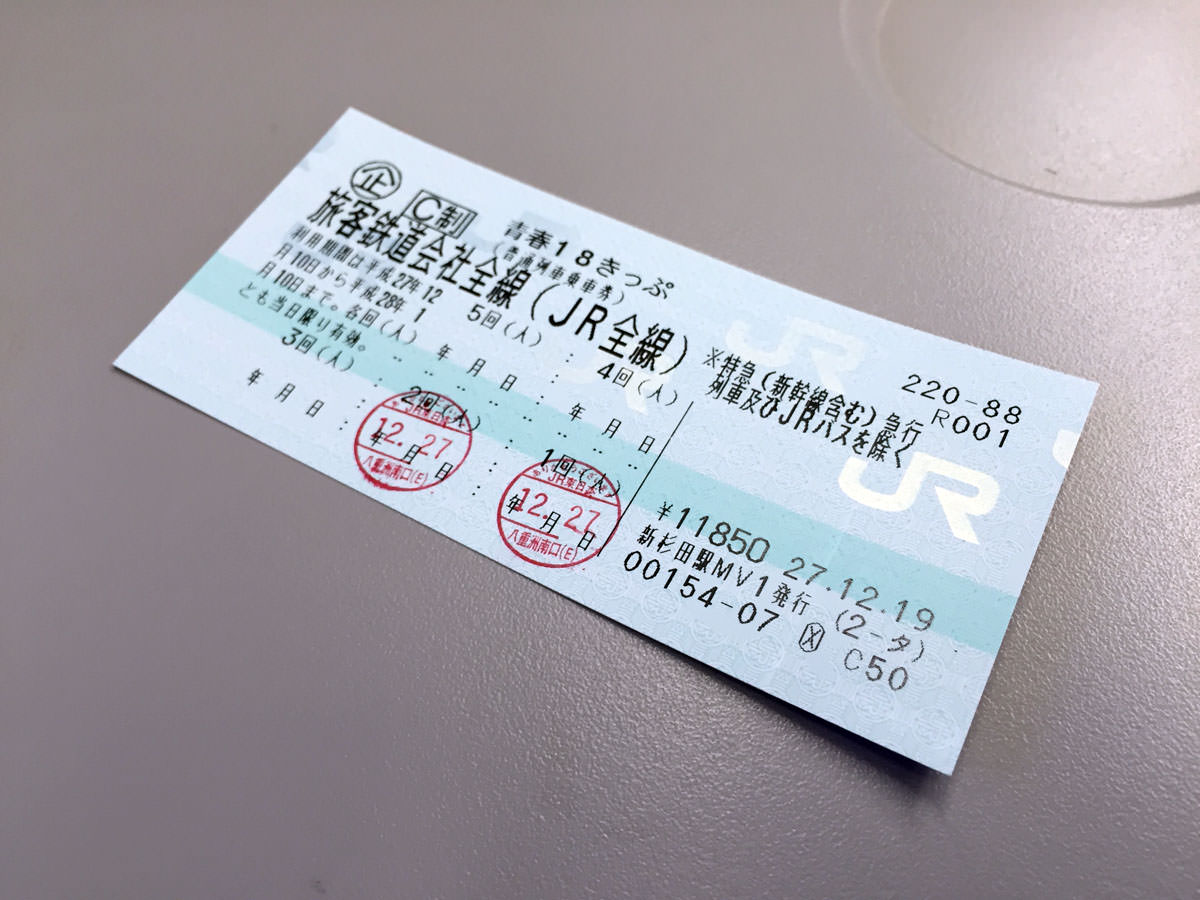 企 C制 青春18きっぷ
(普通列車乗車券)
220-88
R001
旅客鉄道会社全線(JR全線)
※特急(新幹線含む)急行
列車及びJRバスを除く
利用期間は平成27年12
月10日から平成28年 1
月10日まで。各回(人)
とも当日限り有効。
5回(人) :
年 月 日 :
4回(人)
年 月 日
3回(人) :
年 月 日 :
2回(人) :
年 月 日 :
1回(人)
年 月 日
JR東日本
12.27
八重洲南口(E)
JR東日本
12.27
八重洲南口(E)
¥11850
27.12.19
新杉田駅MV1発行 (2-タ)
00154-07 X C50
JR
JR